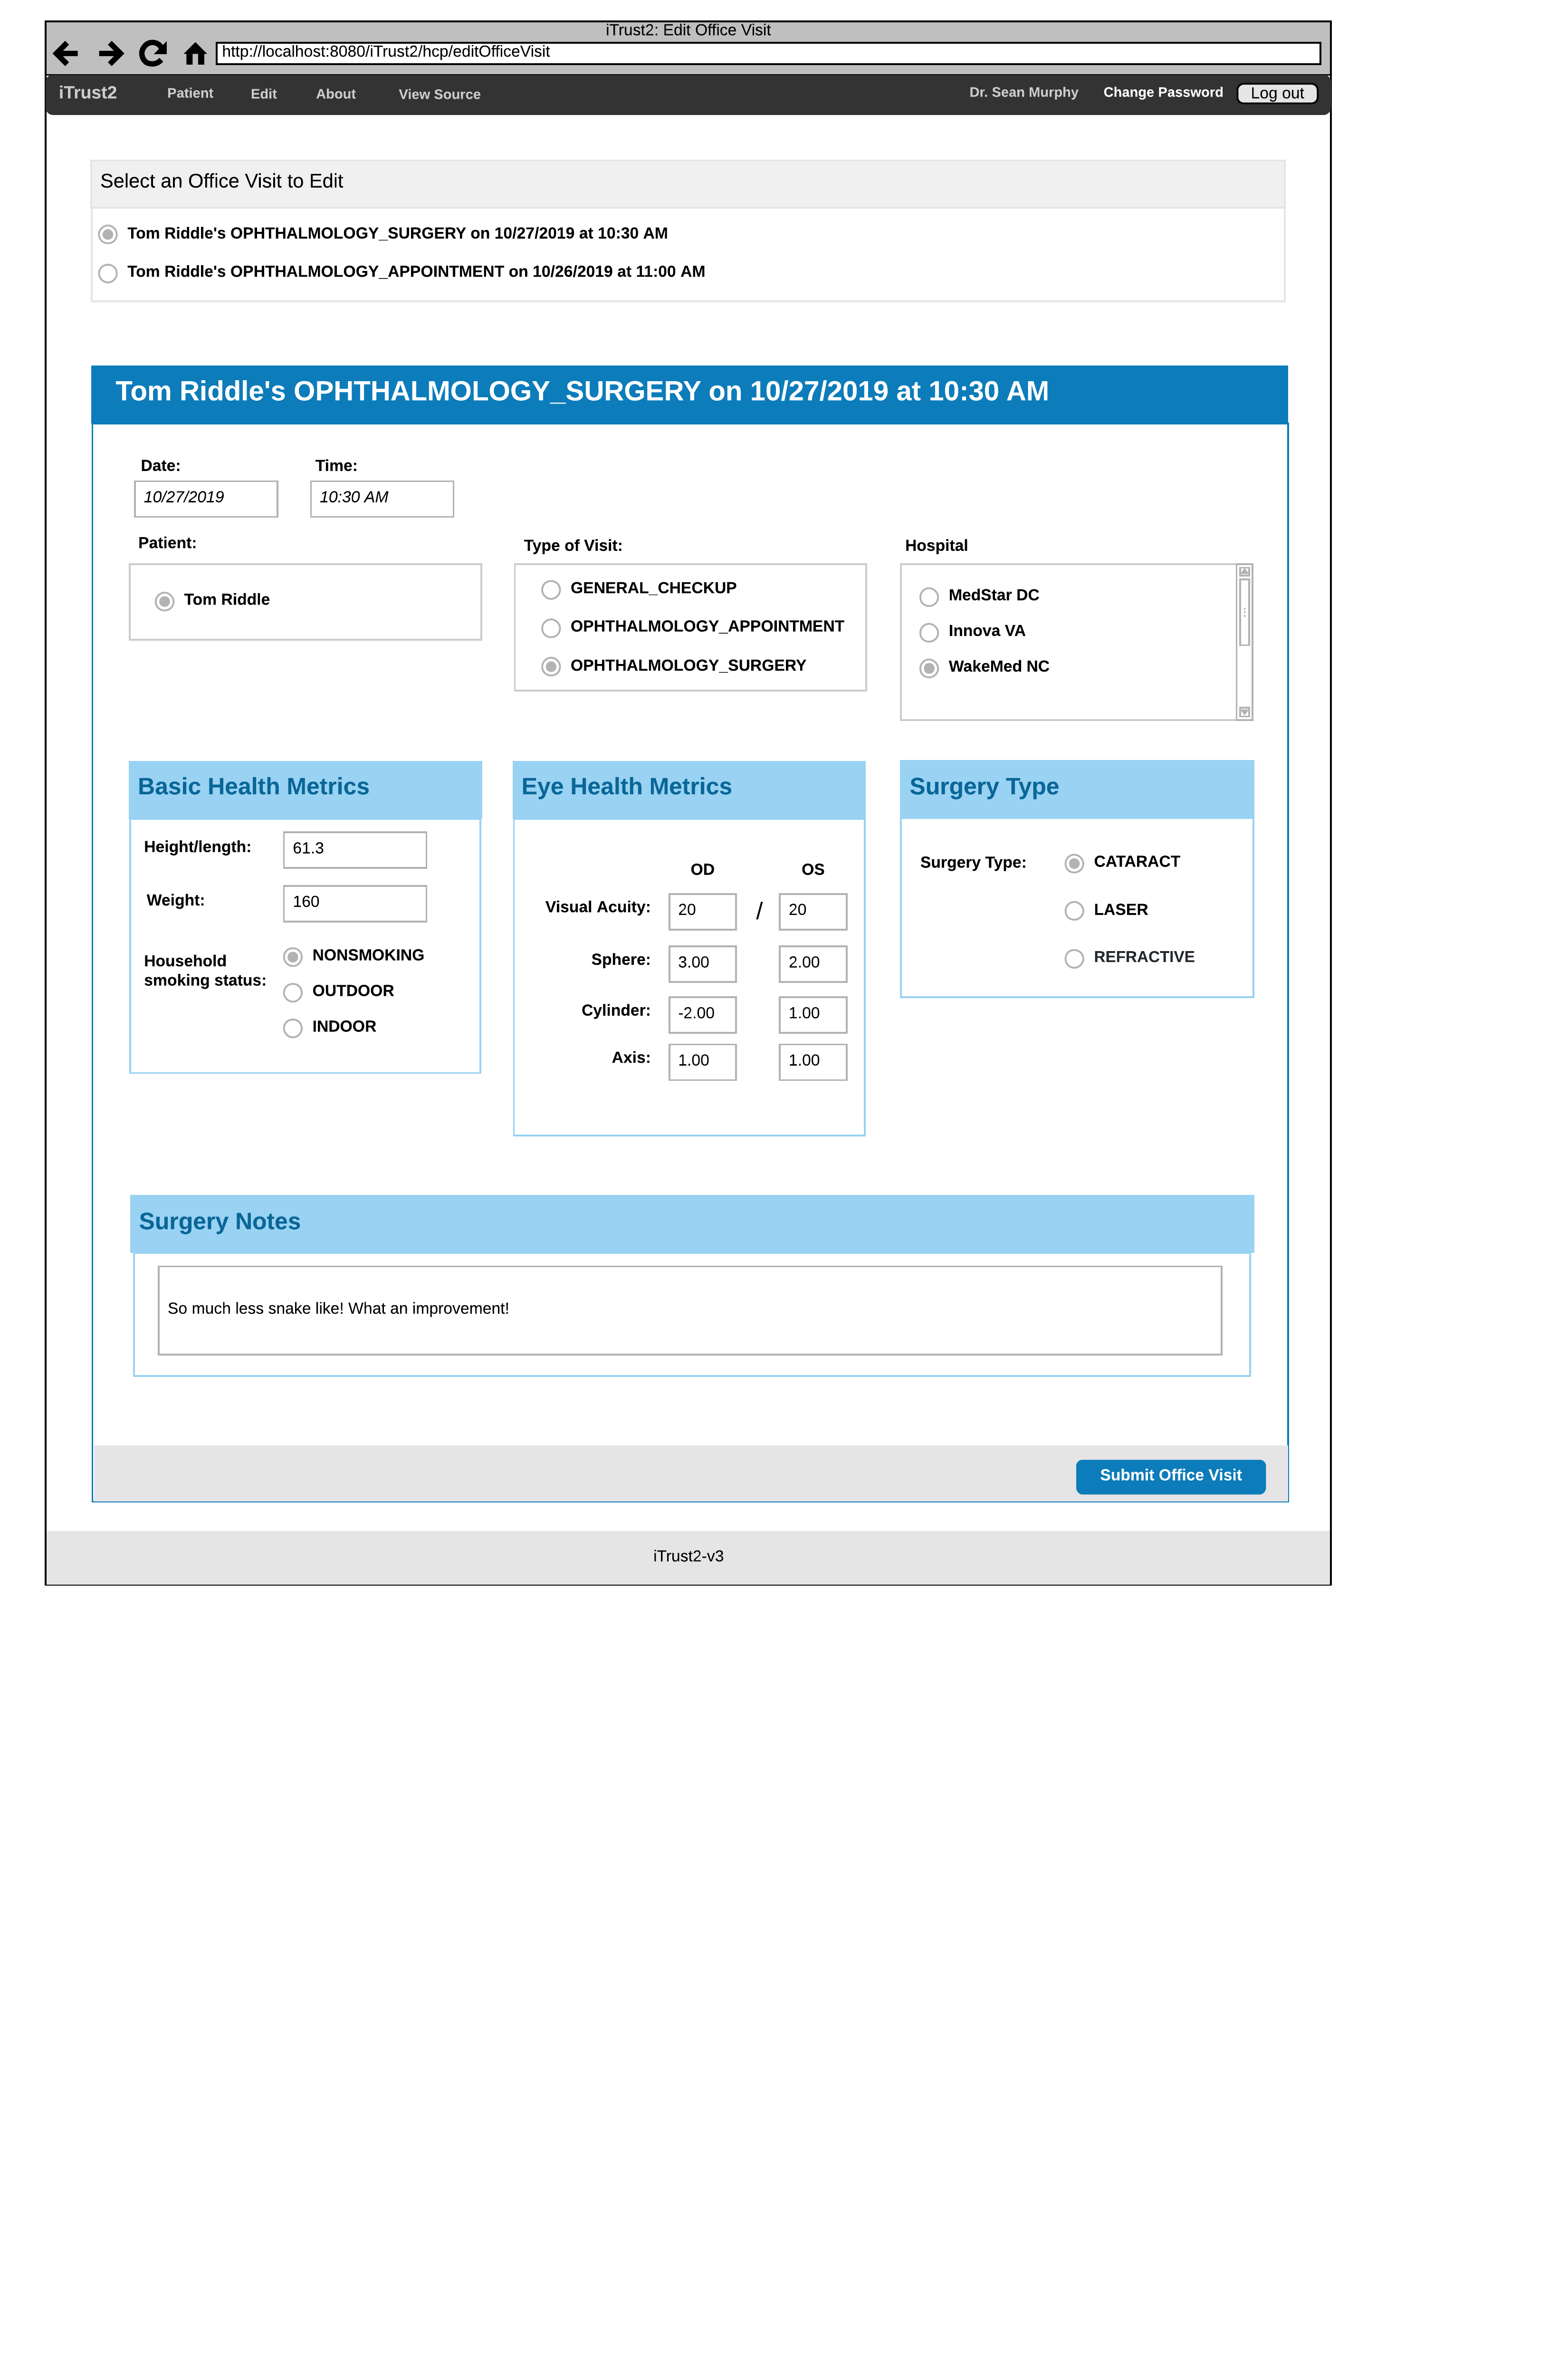 iTrust2: Edit Office Visit
http://localhost:8080/iTrust2/hcp/editOfficeVisit
iTrust2 Patient Edit About View Source Dr. Sean Murphy Change Password Log out
Select an Office Visit to Edit
Tom Riddle's OPHTHALMOLOGY_SURGERY on 10/27/2019 at 10:30 AM
Tom Riddle's OPHTHALMOLOGY_APPOINTMENT on 10/26/2019 at 11:00 AM
Tom Riddle's OPHTHALMOLOGY_SURGERY on 10/27/2019 at 10:30 AM
Date: Time:
10/27/2019 10:30 AM
Patient:
Tom Riddle
Type of Visit:
GENERAL_CHECKUP
OPHTHALMOLOGY_APPOINTMENT
OPHTHALMOLOGY_SURGERY
Hospital
MedStar DC
Innova VA
WakeMed NC
Basic Health Metrics
Height/length: 61.3
Weight: 160
Household
smoking status:
NONSMOKING
OUTDOOR
INDOOR
Eye Health Metrics
OD OS
Visual Acuity: 20 / 20
Sphere: 3.00 2.00
Cylinder: -2.00 1.00
Axis: 1.00 1.00
Surgery Type
Surgery Type: CATARACT
LASER
REFRACTIVE
Surgery Notes
So much less snake like! What an improvement!
Submit Office Visit
iTrust2-v3